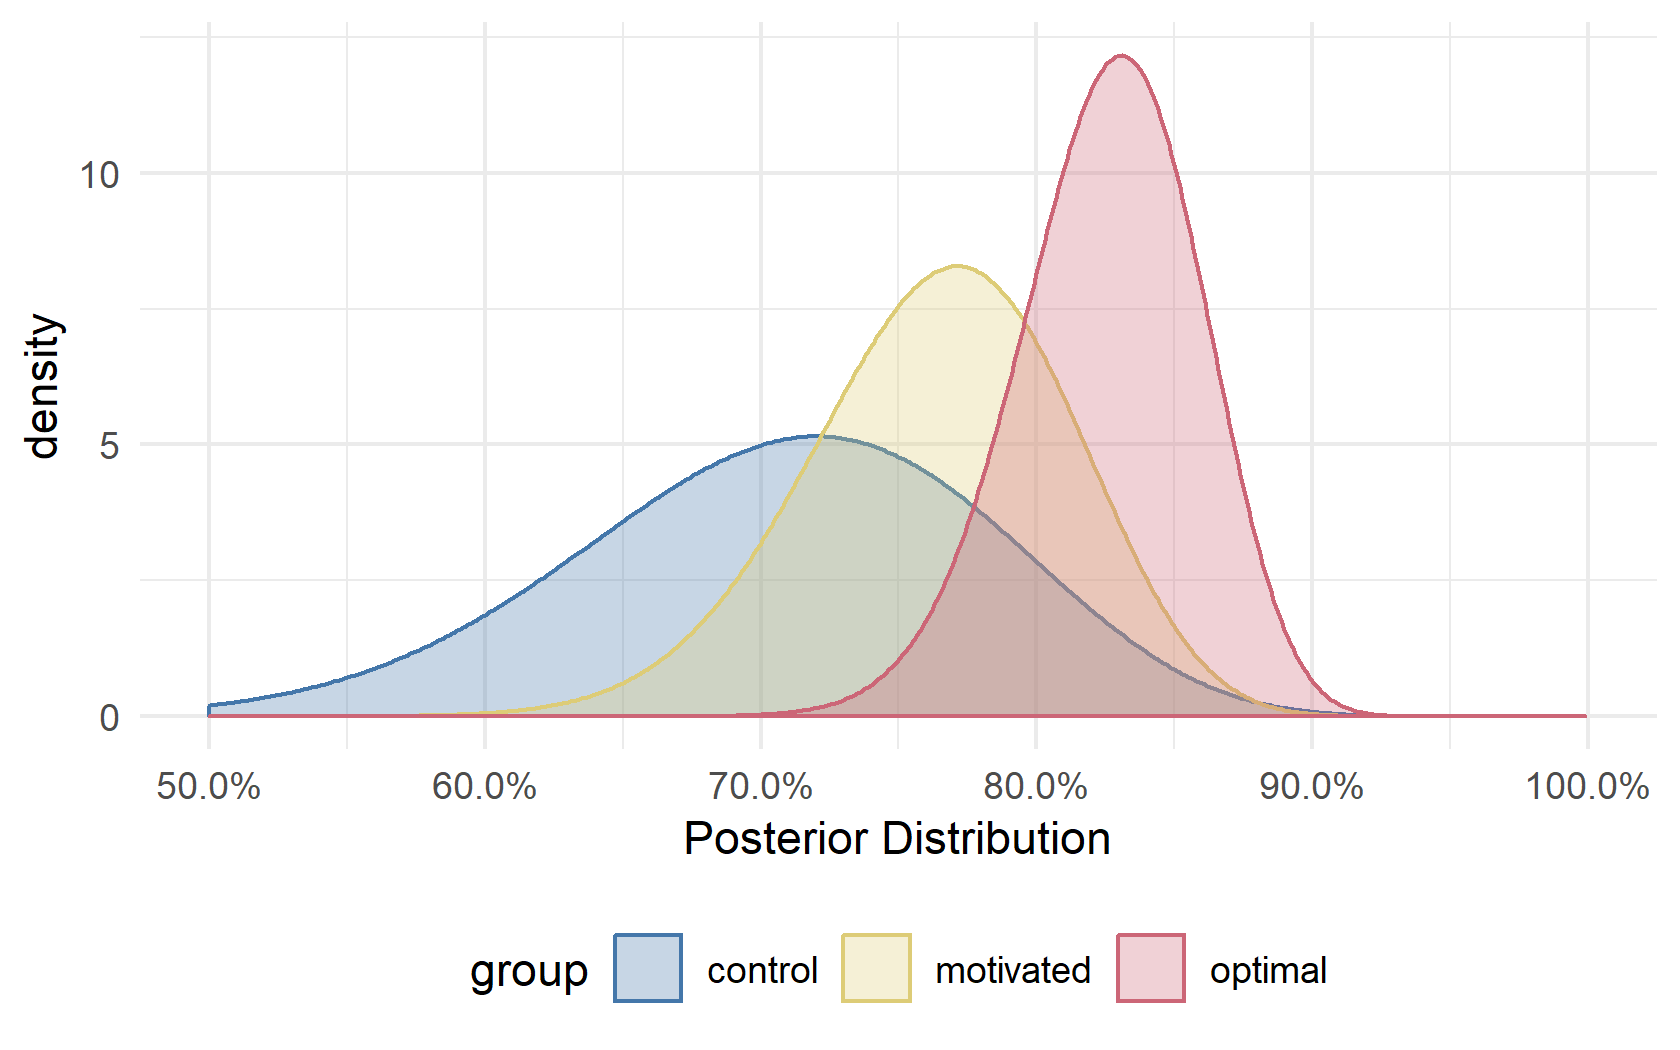 density
10
5
0
50.0% 60.0% 70.0% 80.0% 90.0% 100.0%
Posterior Distribution
group control motivated optimal